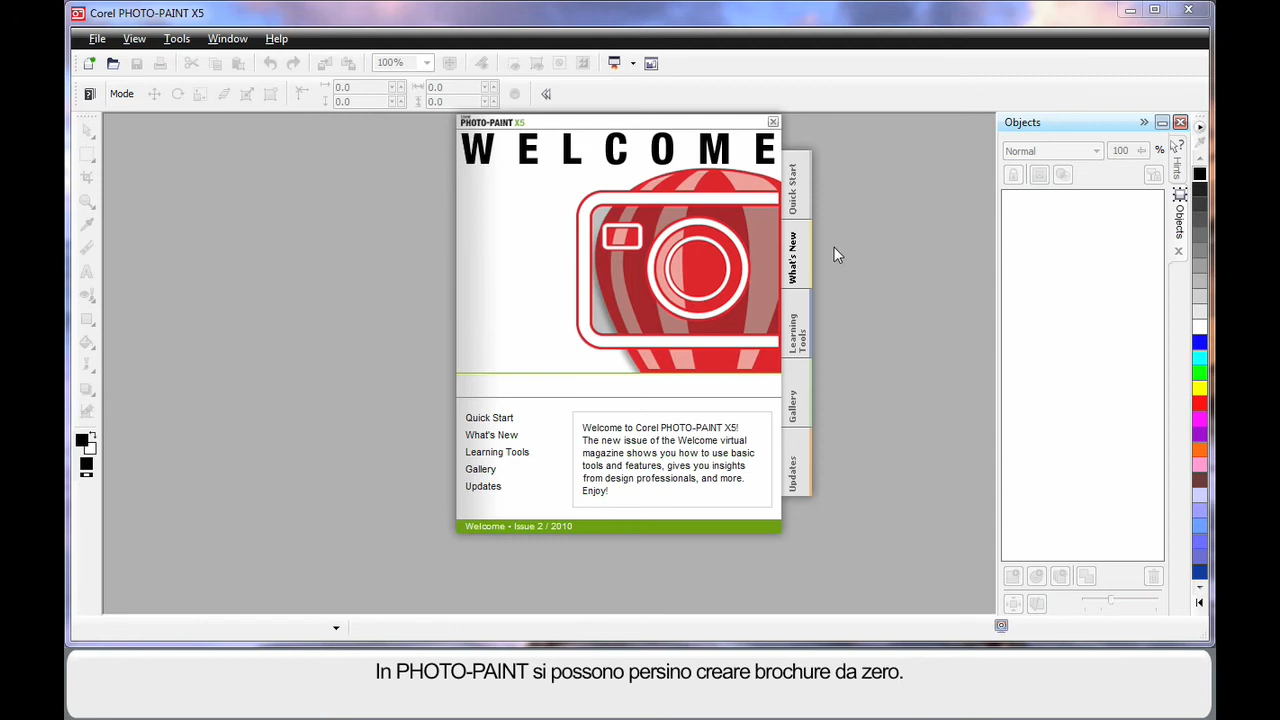 Corel PHOTO-PAINT X5
File View Tools Window Help
100%
Mode 0.0 0.0
0.0 0.0
Objects
Normal 100 %
Hints
Objects
PHOTO-PAINT X5
WELCOME
Quick Start
What's New
Learning Tools
Gallery
Updates
Quick Start
What's New
Learning Tools
Gallery
Updates
Welcome to Corel PHOTO-PAINT X5!
The new issue of the Welcome virtual
magazine shows you how to use basic
tools and features, gives you insights
from design professionals, and more.
Enjoy!
Welcome • Issue 2 / 2010
In PHOTO-PAINT si possono persino creare brochure da zero.